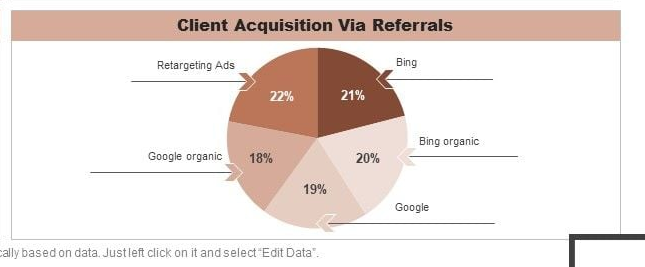 Client Acquisition Via Referrals
Retargeting Ads
Bing
22%
21%
Bing organic
Google organic
18%
20%
19%
Google
based on data. Just left click on it and select “Edit Data”.